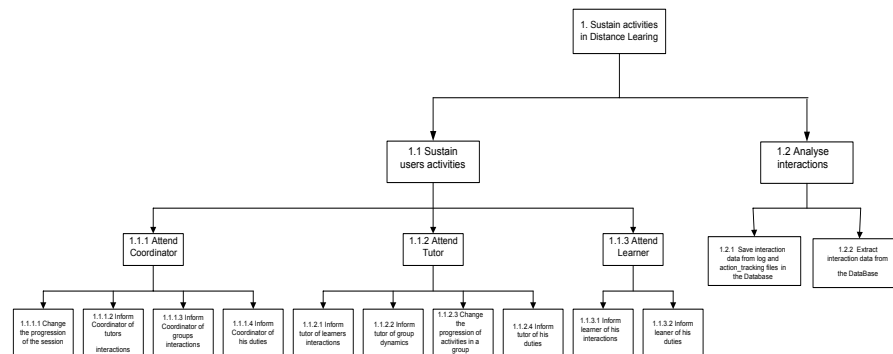 1. Sustain activities
in Distance Learing
1.1 Sustain
users activities
1.2 Analyse
interactions
1.1.1 Attend
Coordinator
1.1.2 Attend
Tutor
1.1.3 Attend
Learner
1.2.1 Save interaction
data from log and
action_tracking files in
the Database
1.2.2 Extract
interaction data from
the DataBase
1.1.1.1 Change
the progression
of the session
1.1.1.2 Inform
Coordinator of
tutors
interactions
1.1.1.3 Inform
Coordinator of
groups
interactions
1.1.1.4 Inform
Coordinator of
his duties
1.1.2.1 Inform
tutor of learners
interactions
1.1.2.2 Inform
tutor of group
dynamics
1.1.2.3 Change
the
progression of
activities in a
group
1.1.2.4 Inform
tutor of his
duties
1.1.3.1 Inform
learner of his
interactions
1.1.3.2 Inform
leaner of his
duties